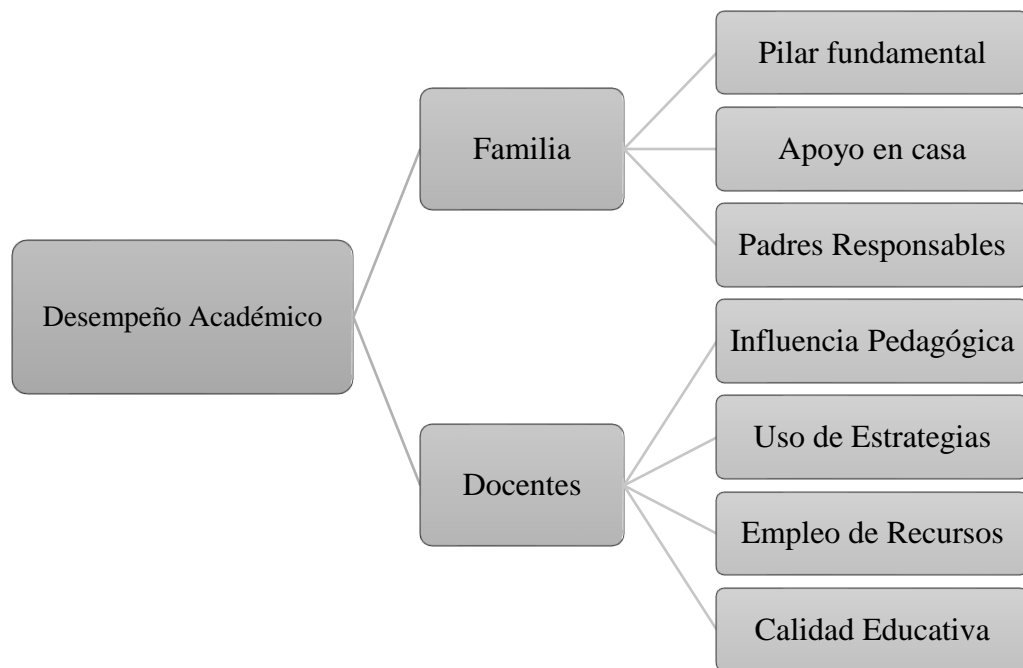 Desempeño Académico
Familia
Pilar fundamental
Apoyo en casa
Padres Responsables
Docentes
Influencia Pedagógica
Uso de Estrategias
Empleo de Recursos
Calidad Educativa